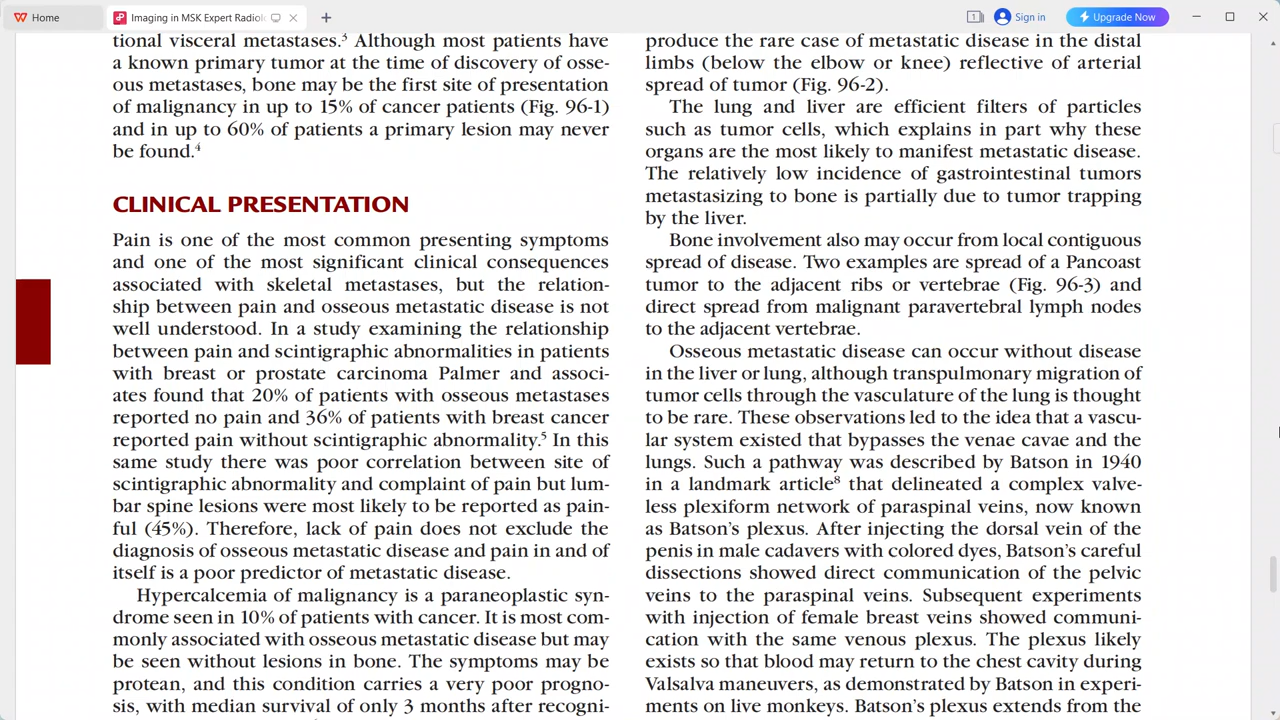 Home
Imaging in MSK Expert Radiol
1
Sign in
Upgrade Now
tional visceral metastases.³ Although most patients have
a known primary tumor at the time of discovery of osse-
ous metastases, bone may be the first site of presentation
of malignancy in up to 15% of cancer patients (Fig. 96-1)
and in up to 60% of patients a primary lesion may never
be found.⁴
CLINICAL PRESENTATION
Pain is one of the most common presenting symptoms
and one of the most significant clinical consequences
associated with skeletal metastases, but the relation-
ship between pain and osseous metastatic disease is not
well understood. In a study examining the relationship
between pain and scintigraphic abnormalities in patients
with breast or prostate carcinoma Palmer and associ-
ates found that 20% of patients with osseous metastases
reported no pain and 36% of patients with breast cancer
reported pain without scintigraphic abnormality.⁵ In this
same study there was poor correlation between site of
scintigraphic abnormality and complaint of pain but lum-
bar spine lesions were most likely to be reported as pain-
ful (45%). Therefore, lack of pain does not exclude the
diagnosis of osseous metastatic disease and pain in and of
itself is a poor predictor of metastatic disease.
Hypercalcemia of malignancy is a paraneoplastic syn-
drome seen in 10% of patients with cancer. It is most com-
monly associated with osseous metastatic disease but may
be seen without lesions in bone. The symptoms may be
protean, and this condition carries a very poor progno-
sis, with median survival of only 3 months after recogni-
produce the rare case of metastatic disease in the distal
limbs (below the elbow or knee) reflective of arterial
spread of tumor (Fig. 96-2).
The lung and liver are efficient filters of particles
such as tumor cells, which explains in part why these
organs are the most likely to manifest metastatic disease.
The relatively low incidence of gastrointestinal tumors
metastasizing to bone is partially due to tumor trapping
by the liver.
Bone involvement also may occur from local contiguous
spread of disease. Two examples are spread of a Pancoast
tumor to the adjacent ribs or vertebrae (Fig. 96-3) and
direct spread from malignant paravertebral lymph nodes
to the adjacent vertebrae.
Osseous metastatic disease can occur without disease
in the liver or lung, although transpulmonary migration of
tumor cells through the vasculature of the lung is thought
to be rare. These observations led to the idea that a vascu-
lar system existed that bypasses the venae cavae and the
lungs. Such a pathway was described by Batson in 1940
in a landmark article⁸ that delineated a complex valve-
less plexiform network of paraspinal veins, now known
as Batson’s plexus. After injecting the dorsal vein of the
penis in male cadavers with colored dyes, Batson’s careful
dissections showed direct communication of the pelvic
veins to the paraspinal veins. Subsequent experiments
with injection of female breast veins showed communi-
cation with the same venous plexus. The plexus likely
exists so that blood may return to the chest cavity during
Valsalva maneuvers, as demonstrated by Batson in experi-
ments on live monkeys. Batson’s plexus extends from the